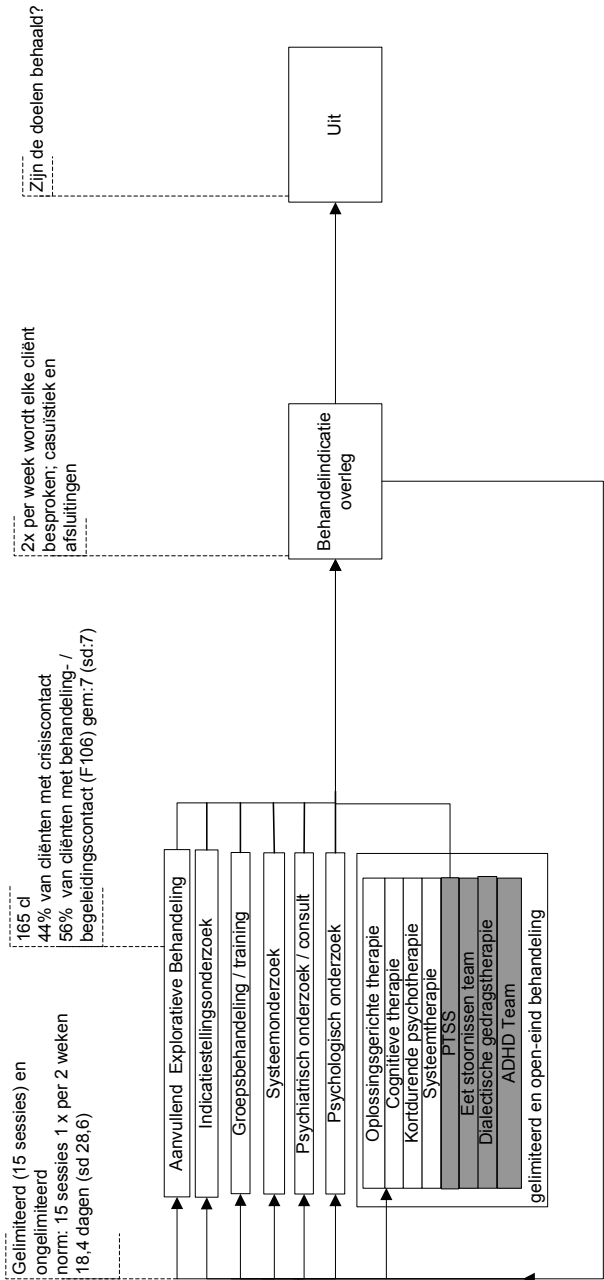 Gelimiteerd (15 sessies) en
ongelimiteerd
norm: 15 sessies 1 x per 2 weken
18,4 dagen (sd 28,6)
165 d
44% van cliënten met crisiscontact
56% van cliënten met behandeling- /
begeleidingscontact (F106) gem:7 (sd:7)
2x per week wordt elke cliënt
besproken; casuïstiek en
afsluitingen
Zijn de doelen behaald?
Aanvullend Exploratieve Behandeling
Indicatiestellingsonderzoek
Groepsbehandeling / training
Systeemonderzoek
Psychiatrisch onderzoek / consult
Psychologisch onderzoek
Oplossingsgerichte therapie
Cognitieve therapie
Kortdurende psychotherapie
Systeemtherapie
PTSS
Eet stoornissen team
Dialectische gedragstherapie
ADHD Team
gelimiteerd en open-eind behandeling
Behandelindicatie
overleg
Uit